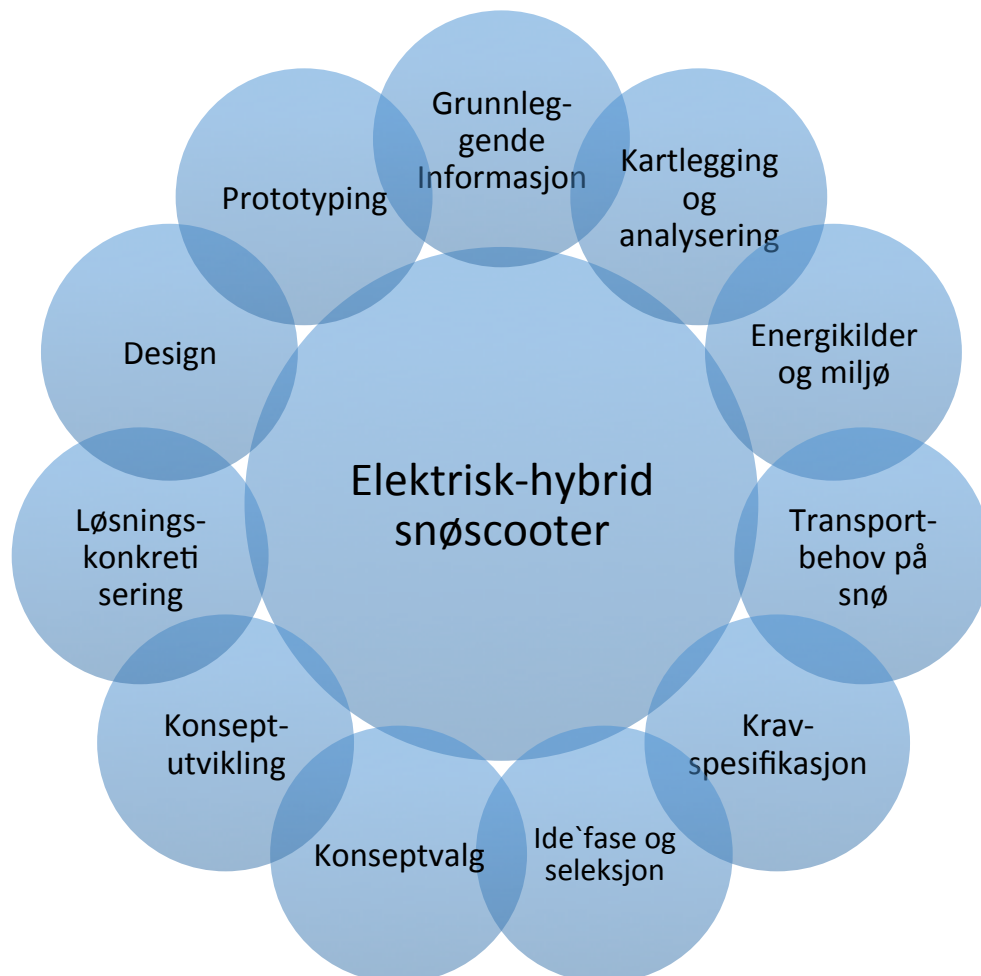 Grunnleg-
gende
Informasjon
Kartlegging
og
analysering
Energikilder
og miljø
Transport-
behov på
snø
Krav-
spesifikasjon
Ide`fase og
seleksjon
Konseptvalg
Konsept-
utvikling
Løsnings-
konkreti
sering
Design
Prototyping
Elektrisk-hybrid
snøscooter